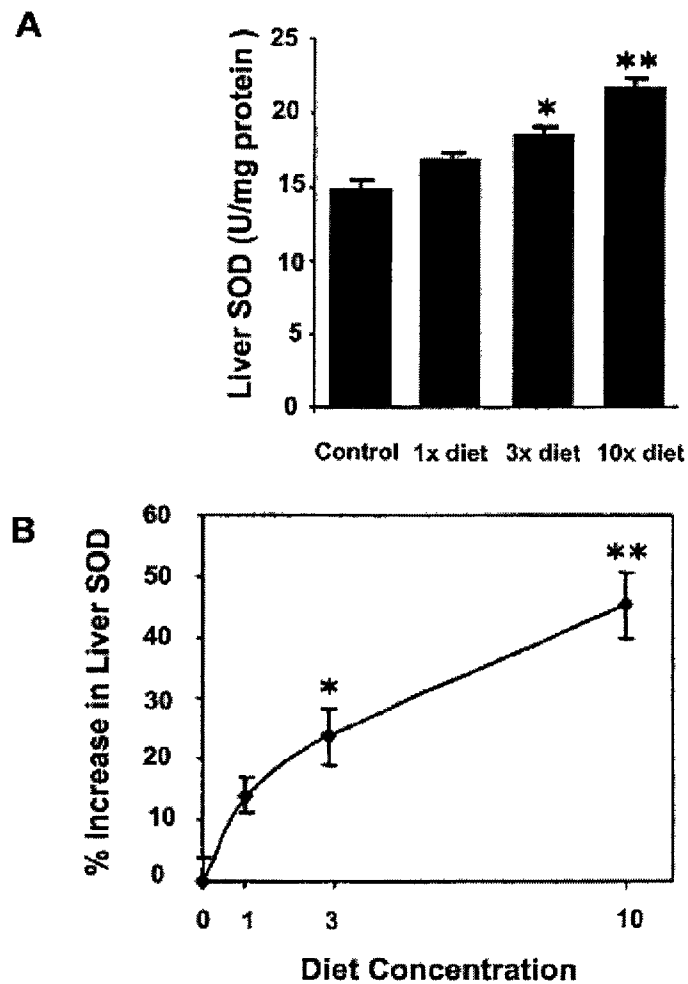 A
Liver SOD (U/mg protein )
25
20
15
10
5
0
*
**
Control 1x diet 3x diet 10x diet
B
% Increase in Liver SOD
60
50
40
30
20
10
0
*
**
0 1 3 10
Diet Concentration